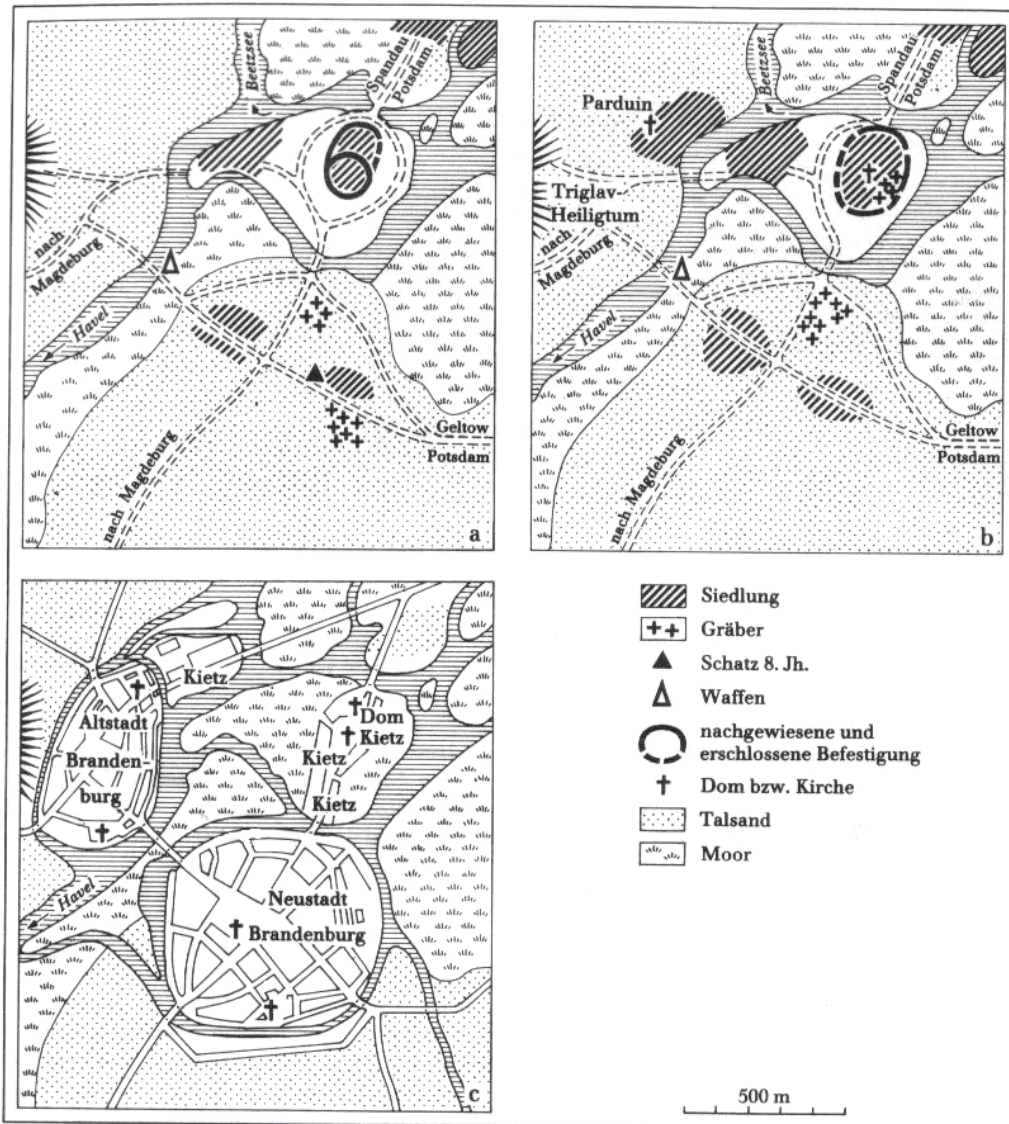 Beetzsee
Spandau
Potsdam
nach
Magdeburg
Havel
nach Magdeburg
Geltow
Potsdam
a
Beetzsee
Spandau
Potsdam
Parduin
Triglav-
Heiligtum
nach
Magdeburg
Havel
nach Magdeburg
Geltow
Potsdam
b
Kietz
Altstadt
Branden-
burg
Dom
Kietz
Kietz
Kietz
Havel
Neustadt
Brandenburg
c
Siedlung
Gräber
Schatz 8. Jh.
Waffen
nachgewiesene und
erschlossene Befestigung
Dom bzw. Kirche
Talsand
Moor
500 m